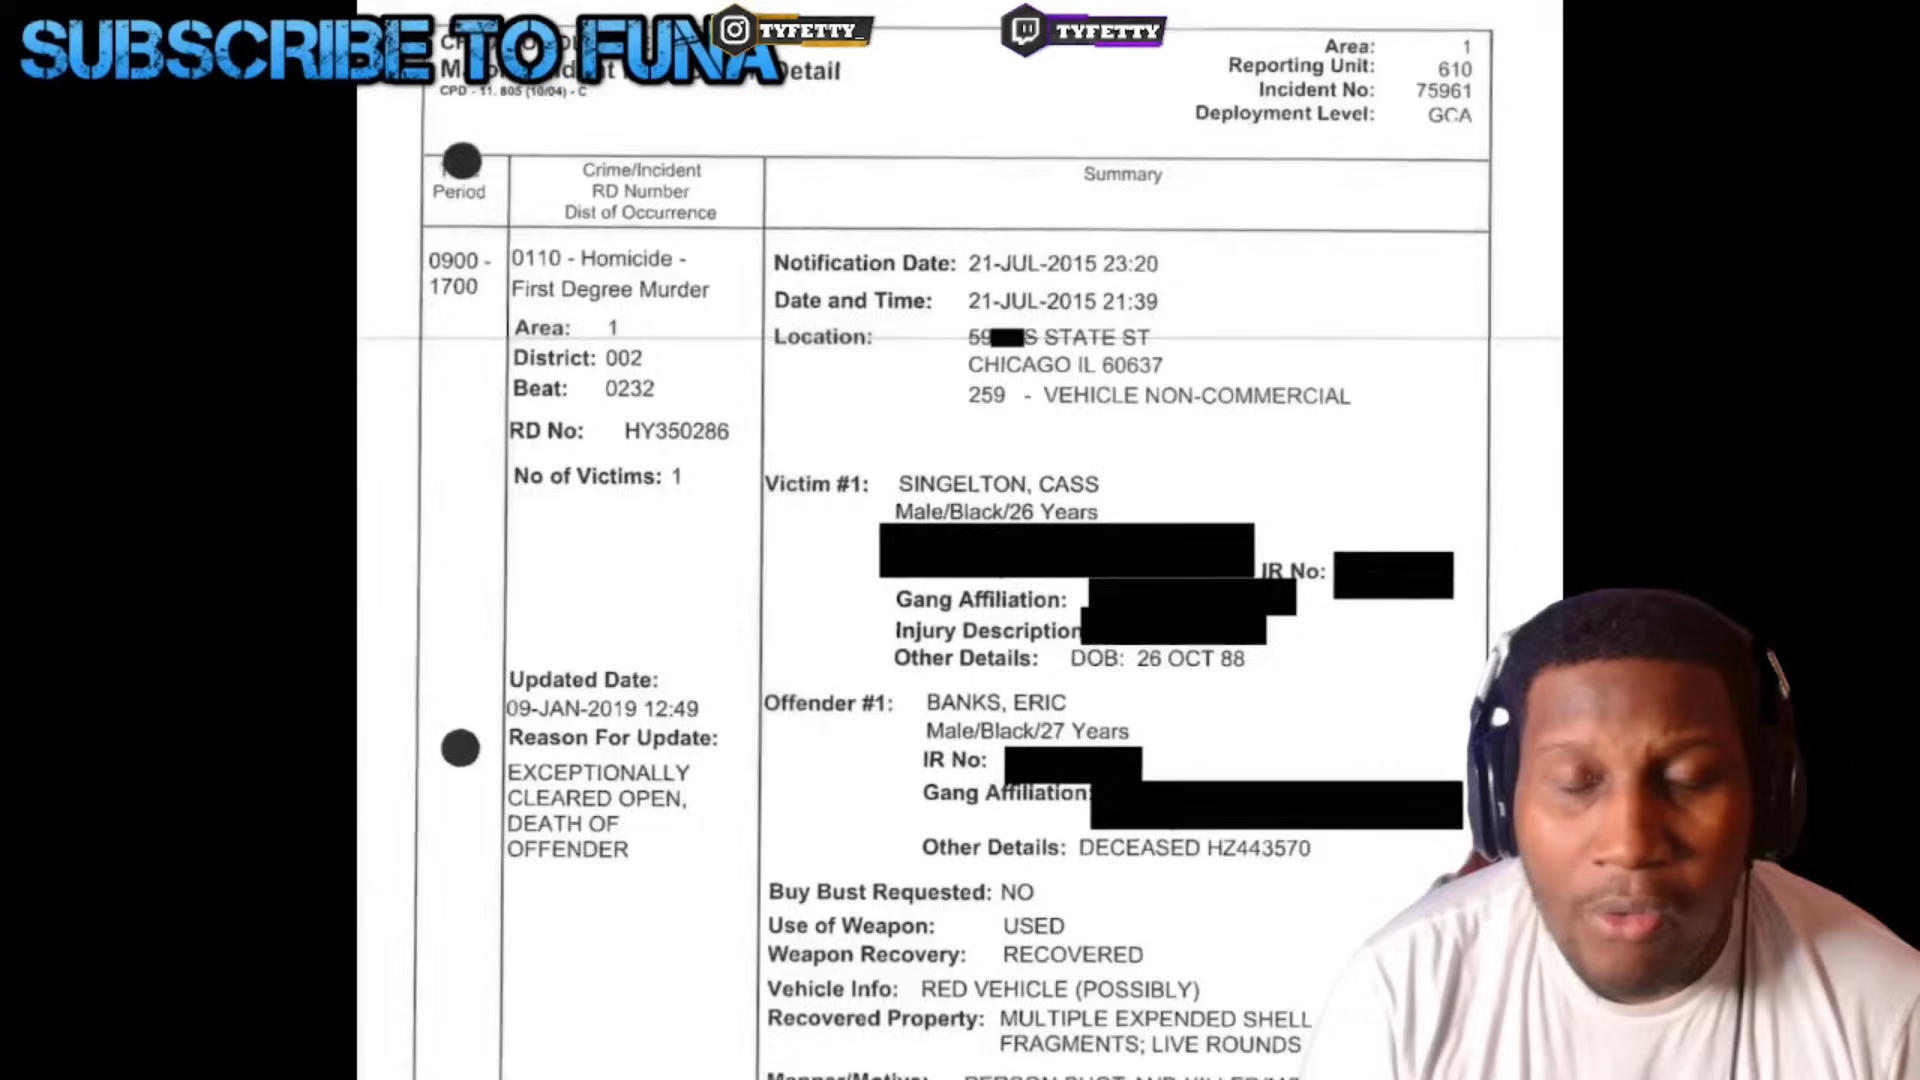 SUBSCRIBE TO FUNA
TYFETTY_
TYFETTY
Detail
CPD - 11. 805 (10/04) - C
Area: 1
Reporting Unit: 610
Incident No: 75961
Deployment Level: GCA
Period
Crime/Incident
RD Number
Dist of Occurrence
Summary
0900 -
1700
0110 - Homicide -
First Degree Murder
Area: 1
District: 002
Beat: 0232
RD No: HY350286
No of Victims: 1
Updated Date:
09-JAN-2019 12:49
Reason For Update:
EXCEPTIONALLY
CLEARED OPEN,
DEATH OF
OFFENDER
Notification Date: 21-JUL-2015 23:20
Date and Time: 21-JUL-2015 21:39
Location: 59 S STATE ST
CHICAGO IL 60637
259 - VEHICLE NON-COMMERCIAL
Victim #1: SINGELTON, CASS
Male/Black/26 Years
IR No:
Gang Affiliation:
Injury Description
Other Details: DOB: 26 OCT 88
Offender #1: BANKS, ERIC
Male/Black/27 Years
IR No:
Gang Affiliation:
Other Details: DECEASED HZ443570
Buy Bust Requested: NO
Use of Weapon: USED
Weapon Recovery: RECOVERED
Vehicle Info: RED VEHICLE (POSSIBLY)
Recovered Property: MULTIPLE EXPENDED SHELL
FRAGMENTS; LIVE ROUNDS